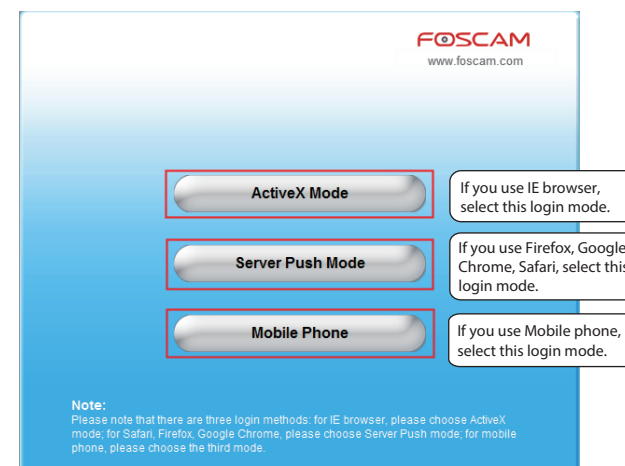 FOSCAM
www.foscam.com
ActiveX Mode
If you use IE browser,
select this login mode.
Server Push Mode
If you use Firefox, Google
Chrome, Safari, select this
login mode.
Mobile Phone
If you use Mobile phone,
select this login mode.
Note:
Please note that there are three login methods: for IE browser, please choose ActiveX
mode; for Safari, Firefox, Google Chrome, please choose Server Push mode; for mobile
phone, please choose the third mode.